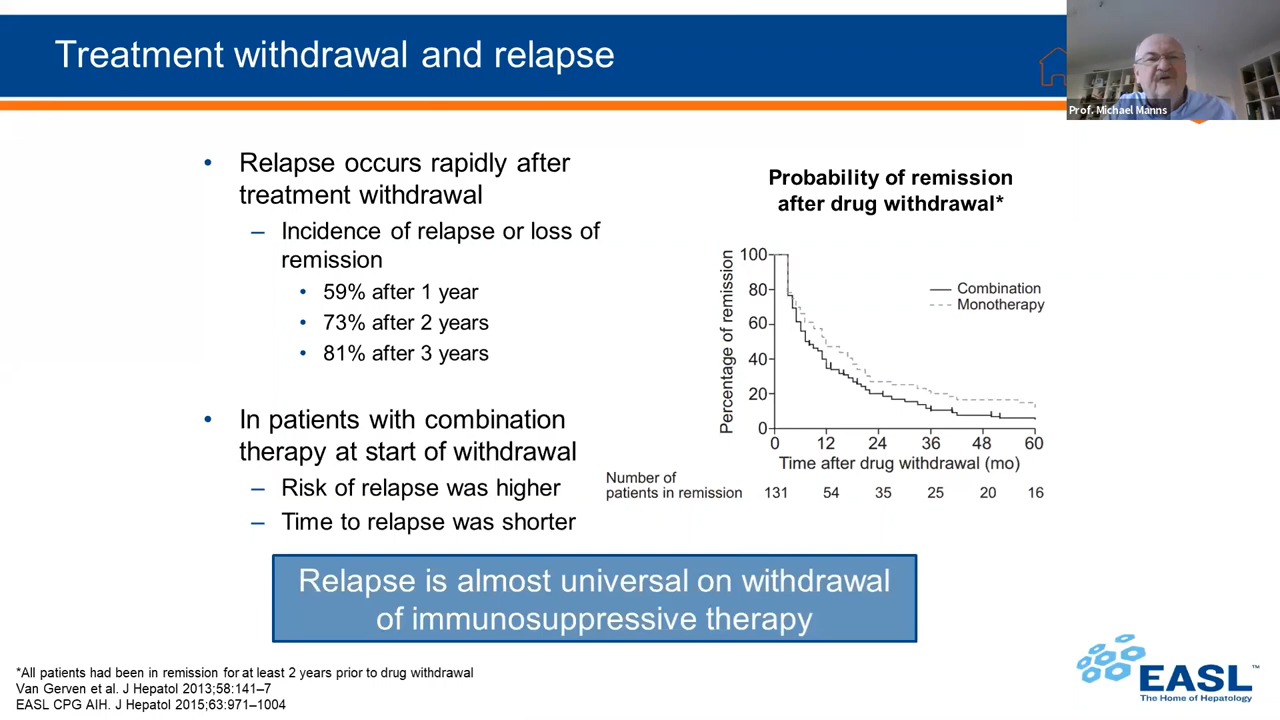 Treatment withdrawal and relapse
Prof. Michael Manns
• Relapse occurs rapidly after
treatment withdrawal
– Incidence of relapse or loss of
remission
• 59% after 1 year
• 73% after 2 years
• 81% after 3 years
• In patients with combination
therapy at start of withdrawal
– Risk of relapse was higher
– Time to relapse was shorter
Probability of remission
after drug withdrawal*
Percentage of remission
100
80
60
40
20
0
Combination
Monotherapy
0 12 24 36 48 60
Time after drug withdrawal (mo)
Number of
patients in remission 131 54 35 25 20 16
Relapse is almost universal on withdrawal
of immunosuppressive therapy
*All patients had been in remission for at least 2 years prior to drug withdrawal
Van Gerven et al. J Hepatol 2013;58:141–7
EASL CPG AIH. J Hepatol 2015;63:971–1004
EASL™
The Home of Hepatology